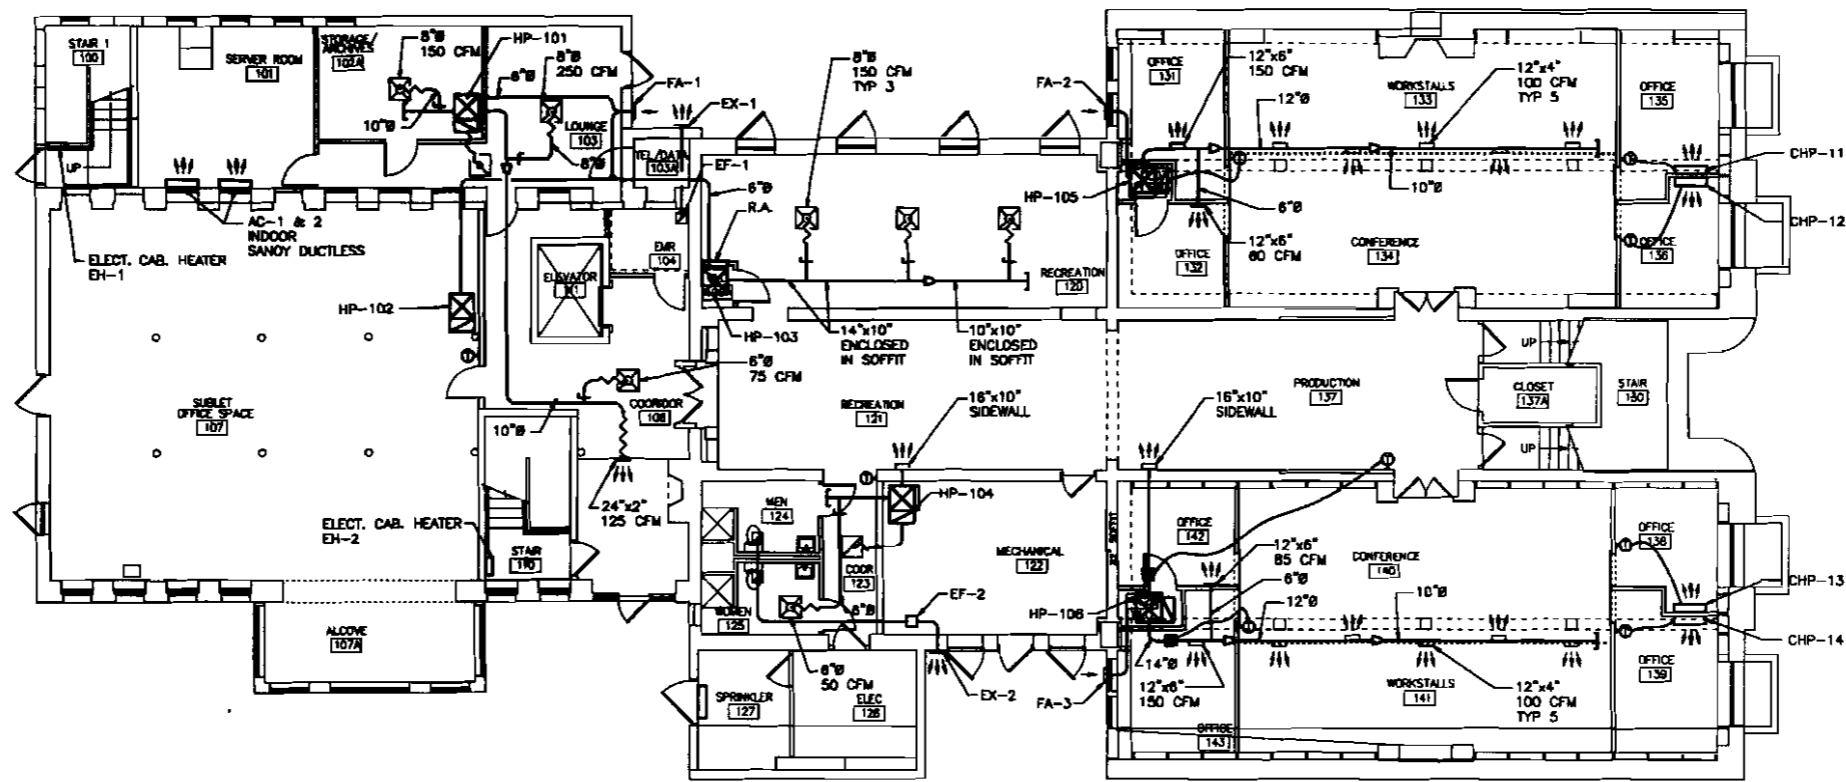 STAIR 1
100
SERVER ROOM
101
STORAGE/
ARCHIVES
102A
8"Ø
150 CFM
HP-101
6"Ø
8"Ø
250 CFM
FA-1
EX-1
10"Ø
LOUNGE
103
8"Ø
TEL/DATA
103A
EF-1
UP
8"Ø
150 CFM
TYP 3
FA-2
OFFICE
131
12"x6"
150 CFM
12"Ø
WORKSTALLS
133
12"x4"
100 CFM
TYP 5
OFFICE
135
CHP-11
CHP-12
AC-1 & 2
INDOOR
SANOY DUCTLESS
ELECT. CAB. HEATER
EH-1
6"Ø
R.A.
EMR
104
ELEVATOR
HP-102
HP-103
RECREATION
120
14"x10"
ENCLOSED
IN SOFFIT
10"x10"
ENCLOSED
IN SOFFIT
HP-105
OFFICE
132
6"Ø
12"x6"
60 CFM
CONFERENCE
134
10"Ø
OFFICE
136
SUBLET
OFFICE SPACE
107
6"Ø
75 CFM
COORIDOR
106
10"Ø
RECREATION
121
16"x10"
SIDEWALL
PRODUCTION
137
16"x10"
SIDEWALL
UP
CLOSET
137A
STAIR
130
UP
24"x2"
125 CFM
ELECT. CAB. HEATER
EH-2
STAIR
110
MEN
124
HP-104
COOR
123
MECHANICAL
122
OFFICE
142
12"x6"
85 CFM
6"Ø
12"Ø
CONFERENCE
140
10"Ø
OFFICE
138
CHP-13
CHP-14
WOMEN
125
6"Ø
EF-2
HP-106
ALCOVE
107A
6"Ø
50 CFM
EX-2
SPRINKLER
127
ELEC
126
FA-3
14"Ø
12"x6"
150 CFM
OFFICE
143
WORKSTALLS
141
12"x4"
100 CFM
TYP 5
OFFICE
139